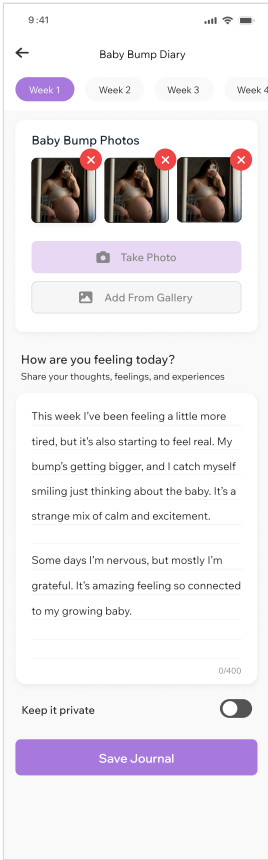 9:41
Baby Bump Diary
Week 1 Week 2 Week 3 Week 4
Baby Bump Photos
Take Photo
Add From Gallery
How are you feeling today?
Share your thoughts, feelings, and experiences
This week I've been feeling a little more
tired, but it's also starting to feel real. My
bump's getting bigger, and I catch myself
smiling just thinking about the baby. It's a
strange mix of calm and excitement.
Some days I'm nervous, but mostly I'm
grateful. It's amazing feeling so connected
to my growing baby.
0/400
Keep it private
Save Journal